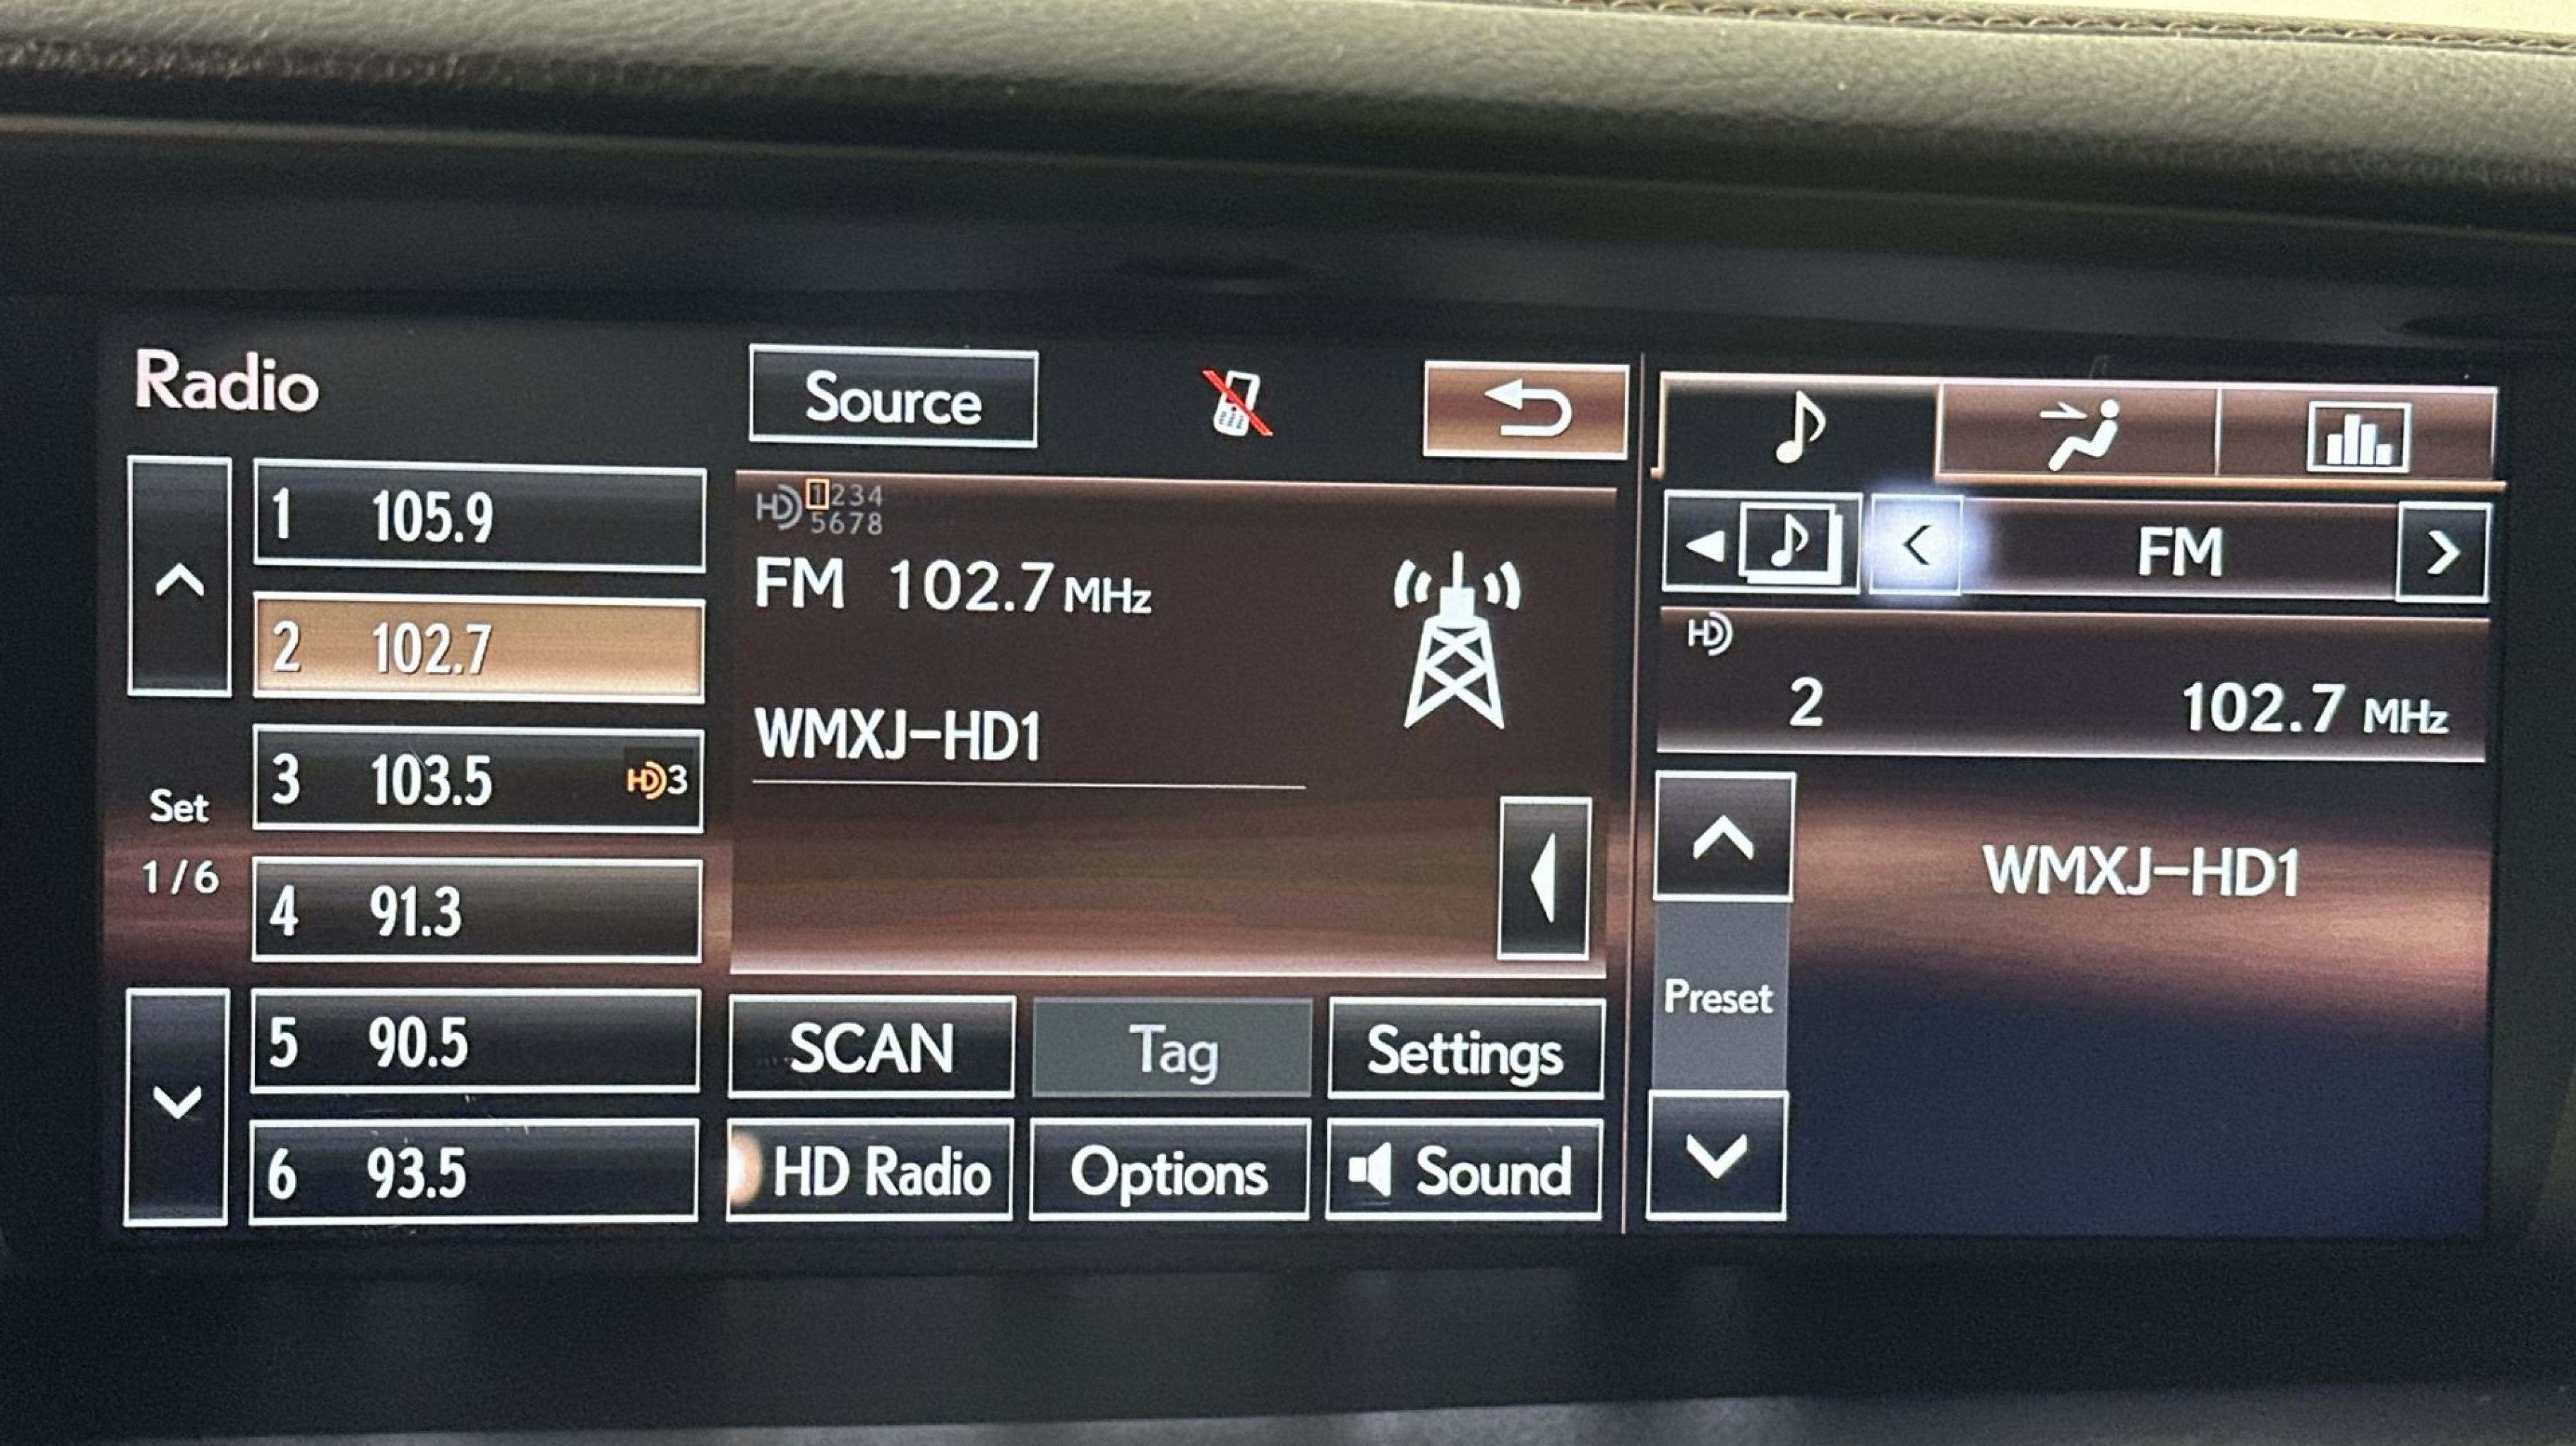 Radio
Source
1 105.9
2 102.7
3 103.5 HD 3
4 91.3
5 90.5
6 93.5
Set
1/6
HD 1234
5678
FM 102.7 MHz
WMXJ-HD1
SCAN
Tag
Settings
HD Radio
Options
Sound
FM
HD
2 102.7 MHz
WMXJ-HD1
Preset